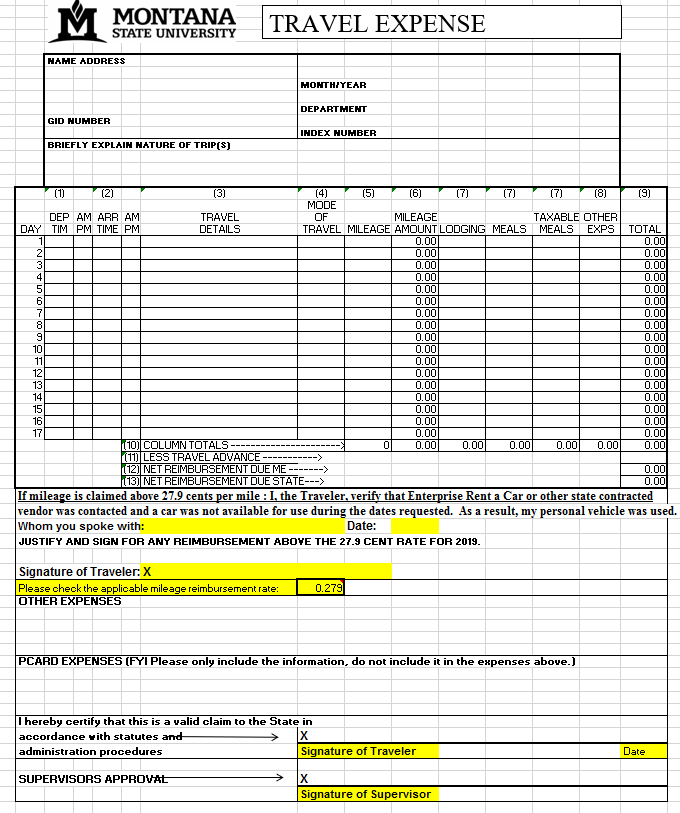 MONTANA
STATE UNIVERSITY
TRAVEL EXPENSE
NAME ADDRESS
MONTH/YEAR
DEPARTMENT
GID NUMBER
INDEX NUMBER
BRIEFLY EXPLAIN NATURE OF TRIP(S)
(1) (2) (3) (4) (5) (6) (7) (7) (7) (8) (9)
MODE
DEP AM ARR AM TRAVEL OF MILEAGE TAXABLE OTHER
DAY TIM PM TIME PM DETAILS TRAVEL MILEAGE AMOUNT LODGING MEALS MEALS EXPS TOTAL
1 0.00 0.00
2 0.00 0.00
3 0.00 0.00
4 0.00 0.00
5 0.00 0.00
6 0.00 0.00
7 0.00 0.00
8 0.00 0.00
9 0.00 0.00
10 0.00 0.00
11 0.00 0.00
12 0.00 0.00
13 0.00 0.00
14 0.00 0.00
15 0.00 0.00
16 0.00 0.00
17 0.00 0.00
(10) COLUMN TOTALS -------------------> 0 0.00 0.00 0.00 0.00 0.00 0.00
(11) LESS TRAVEL ADVANCE ----------->
(12) NET REIMBURSEMENT DUE ME -------> 0.00
(13) NET REIMBURSEMENT DUE STATE---> 0.00
If mileage is claimed above 27.9 cents per mile : I, the Traveler, verify that Enterprise Rent a Car or other state contracted
vendor was contacted and a car was not available for use during the dates requested. As a result, my personal vehicle was used.
Whom you spoke with: Date:
JUSTIFY AND SIGN FOR ANY REIMBURSEMENT ABOVE THE 27.9 CENT RATE FOR 2019.
Signature of Traveler: X
Please check the applicable mileage reimbursement rate: 0.279
OTHER EXPENSES
PCARD EXPENSES (FYI Please only include the information, do not include it in the expenses above.)
I hereby certify that this is a valid claim to the State in
accordance with statutes and X
administration procedures Signature of Traveler Date
SUPERVISORS APPROVAL X
Signature of Supervisor